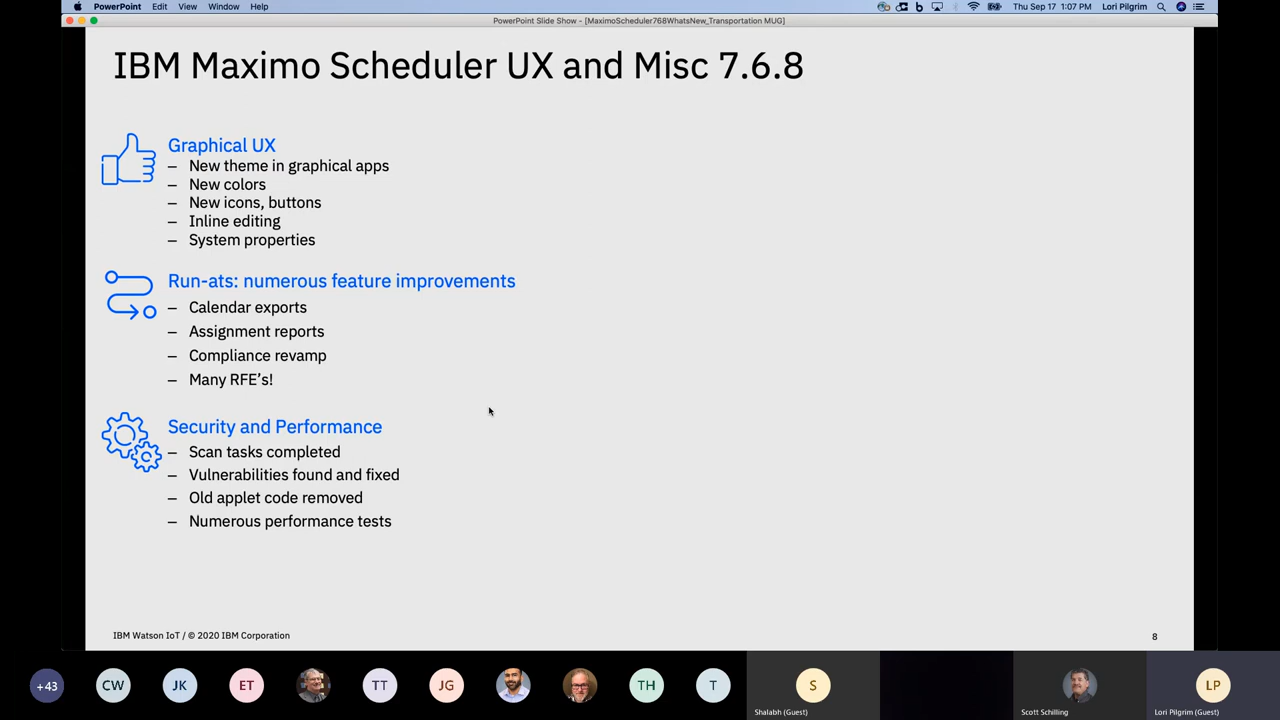 PowerPoint Edit View Window Help
Thu Sep 17 1:07 PM Lori Pilgrim
PowerPoint Slide Show - [MaximoScheduler768WhatsNew_Transportation MUG]
IBM Maximo Scheduler UX and Misc 7.6.8
Graphical UX
– New theme in graphical apps
– New colors
– New icons, buttons
– Inline editing
– System properties
Run-ats: numerous feature improvements
– Calendar exports
– Assignment reports
– Compliance revamp
– Many RFE's!
Security and Performance
– Scan tasks completed
– Vulnerabilities found and fixed
– Old applet code removed
– Numerous performance tests
IBM Watson IoT / © 2020 IBM Corporation
8
+43 CW JK ET TT JG TH T S LP
Shalabh (Guest) Scott Schilling Lori Pilgrim (Guest)